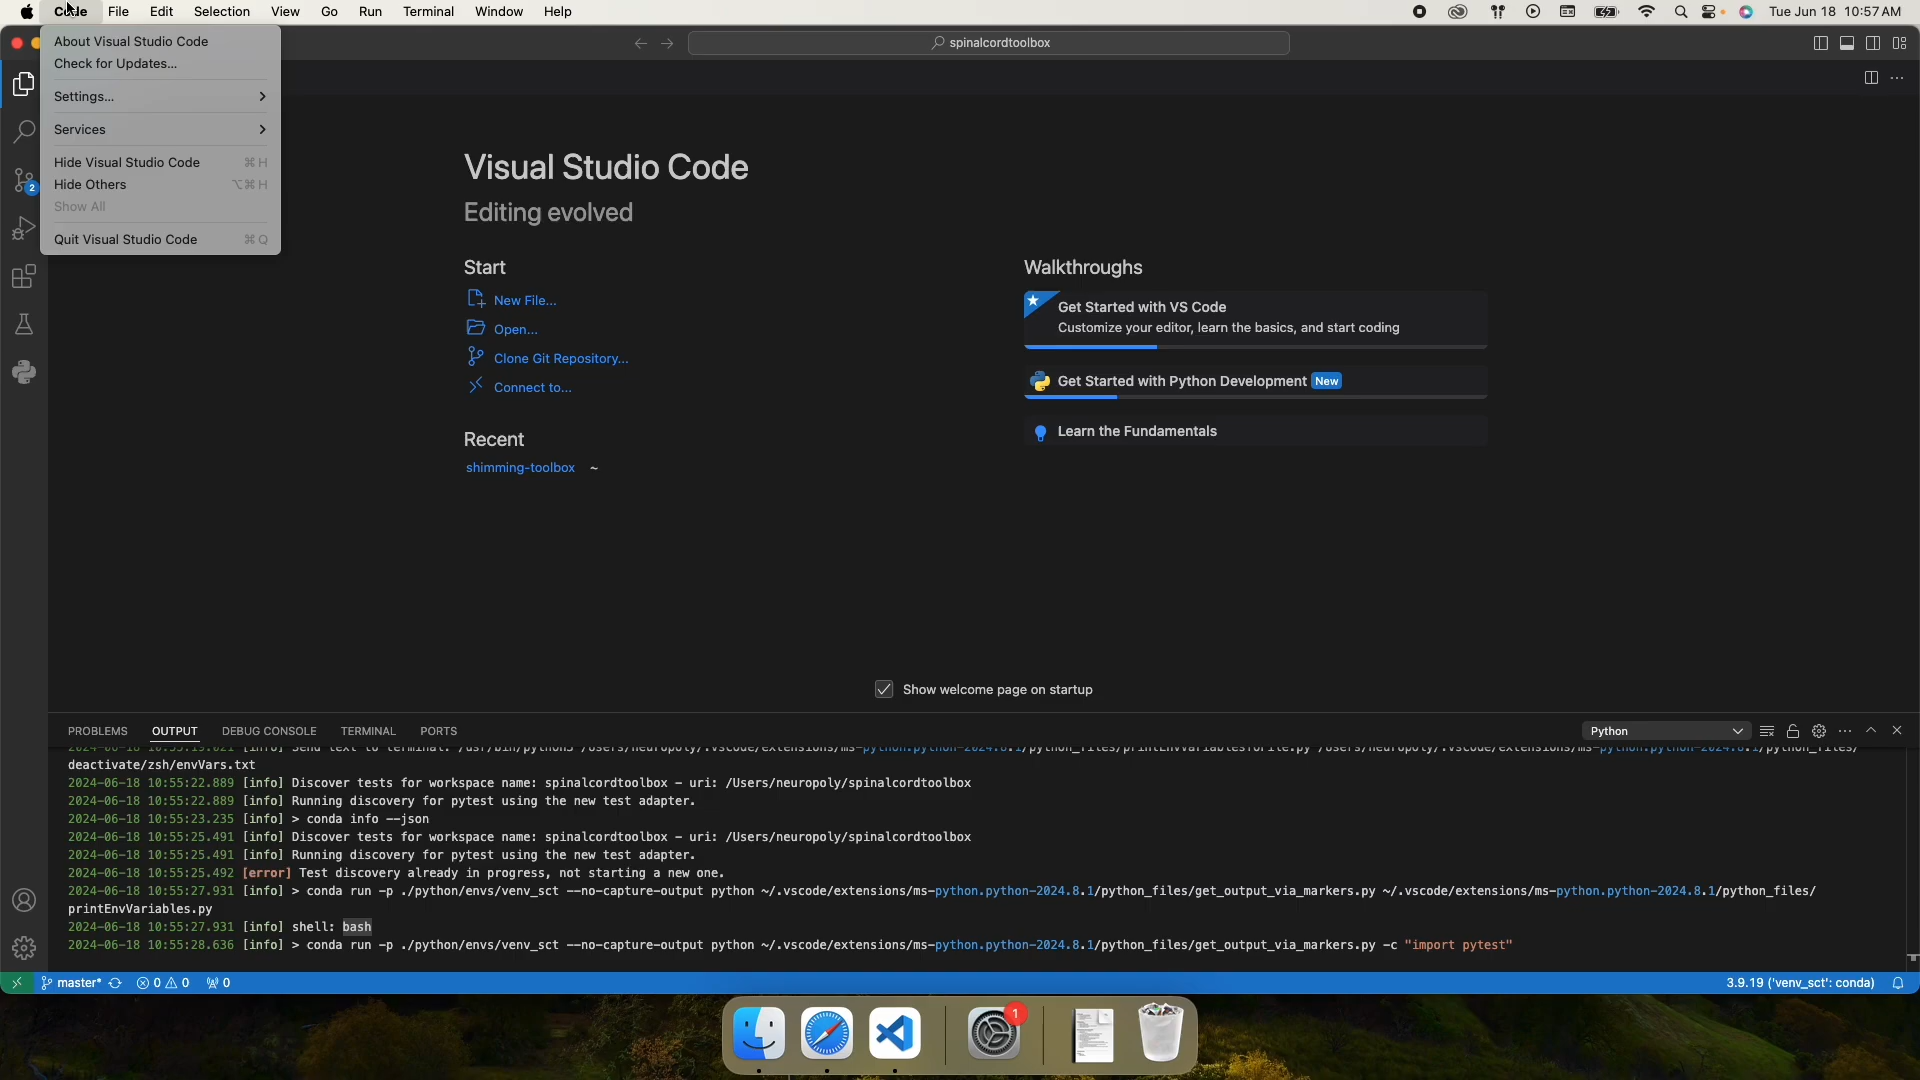 Code File Edit Selection View Go Run Terminal Window Help Tue Jun 18 10:57 AM
spinalcordtoolbox
About Visual Studio Code
Check for Updates...
Settings...
Services
Hide Visual Studio Code ⌘ H
Hide Others ⌥⌘ H
Show All
Quit Visual Studio Code ⌘ Q
2
Visual Studio Code
Editing evolved
Start
New File...
Open...
Clone Git Repository...
Connect to...
Recent
shimming-toolbox ~
Walkthroughs
Get Started with VS Code
Customize your editor, learn the basics, and start coding
Get Started with Python Development New
Learn the Fundamentals
Show welcome page on startup
PROBLEMS OUTPUT DEBUG CONSOLE TERMINAL PORTS Python
deactivate/zsh/envVars.txt
2024-06-18 10:55:22.889 [info] Discover tests for workspace name: spinalcordtoolbox - uri: /Users/neuropoly/spinalcordtoolbox
2024-06-18 10:55:22.889 [info] Running discovery for pytest using the new test adapter.
2024-06-18 10:55:23.235 [info] > conda info --json
2024-06-18 10:55:25.491 [info] Discover tests for workspace name: spinalcordtoolbox - uri: /Users/neuropoly/spinalcordtoolbox
2024-06-18 10:55:25.491 [info] Running discovery for pytest using the new test adapter.
2024-06-18 10:55:25.492 [error] Test discovery already in progress, not starting a new one.
2024-06-18 10:55:27.931 [info] > conda run -p ./python/envs/venv_sct --no-capture-output python ~/.vscode/extensions/ms-python.python-2024.8.1/python_files/get_output_via_markers.py ~/.vscode/extensions/ms-python.python-2024.8.1/python_files/
printEnvVariables.py
2024-06-18 10:55:27.931 [info] shell: bash
2024-06-18 10:55:28.636 [info] > conda run -p ./python/envs/venv_sct --no-capture-output python ~/.vscode/extensions/ms-python.python-2024.8.1/python_files/get_output_via_markers.py -c "import pytest"
master* 0 0 0 3.9.19 ('venv_sct': conda)
1